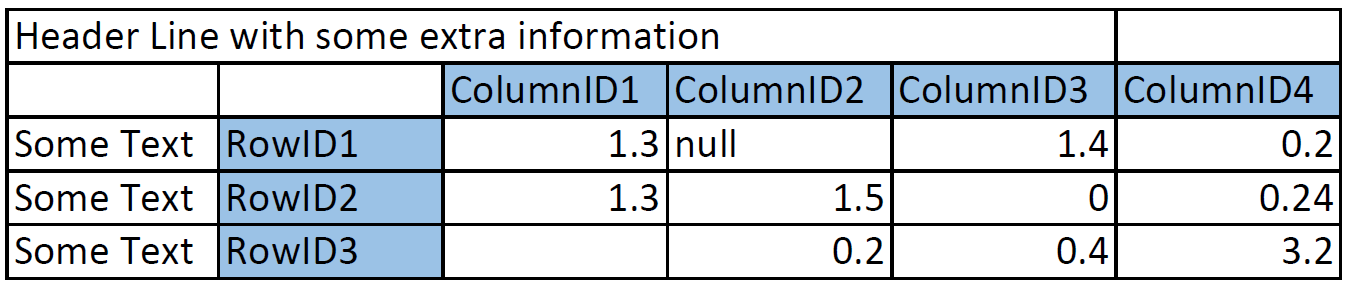 Header Line with some extra information
ColumnID1 ColumnID2 ColumnID3 ColumnID4
Some Text RowID1 1.3 null 1.4 0.2
Some Text RowID2 1.3 1.5 0 0.24
Some Text RowID3 0.2 0.4 3.2